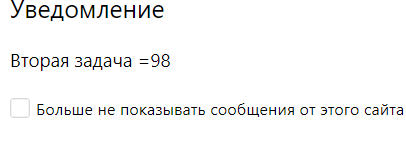 Уведомление
Вторая задача =98
Больше не показывать сообщения от этого сайта